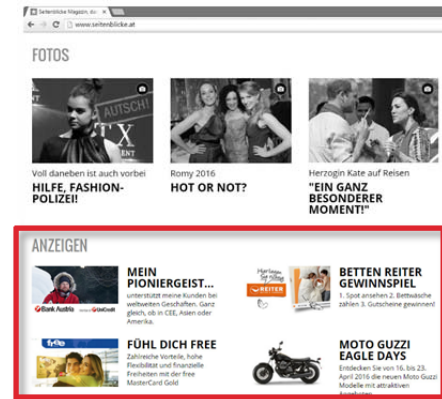 Seitenblicke Magazin, da
www.seitenblicke.at
FOTOS
AUTSCH!
Voll daneben ist auch vorbei
HILFE, FASHION-
POLIZEI!
Romy 2016
HOT OR NOT?
Herzogin Kate auf Reisen
"EIN GANZ
BESONDERER
MOMENT!"
ANZEIGEN
Bank Austria
UniCredit
MEIN
PIONIERGEIST...
unterstützt meine Kunden bei
weltweiten Geschäften. Ganz
gleich, ob in CEE, Asien oder
Amerika.
REITER
BETTEN REITER
GEWINNSPIEL
1. Spot ansehen 2. Bettwäsche
zählen 3. Gutscheine gewinnen!
free
FÜHL DICH FREE
Zahlreiche Vorteile, hohe
Flexibilität und finanzielle
Freiheiten mit der free
MasterCard Gold
MOTO GUZZI
EAGLE DAYS
Entdecken Sie von 16. bis 23.
April 2016 die neuen Moto Guzzi
Modelle mit attraktiven